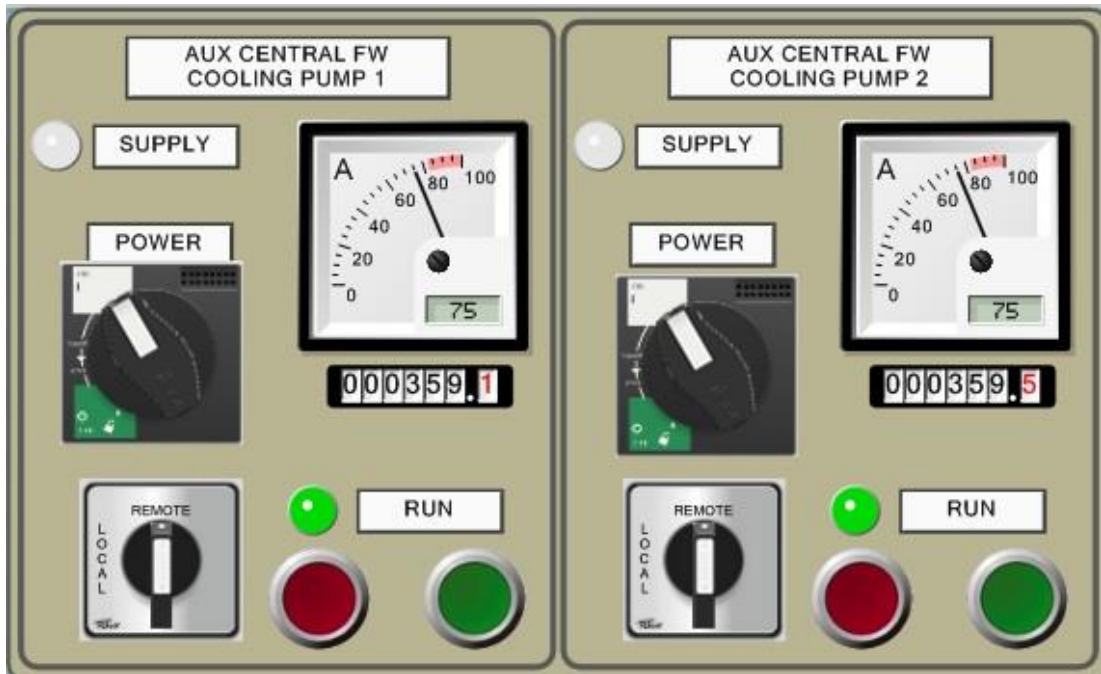 AUX CENTRAL FW
COOLING PUMP 1
SUPPLY
A
0
20
40
60
80
100
75
POWER
I
000359.1
LOCAL
REMOTE
RUN
AUX CENTRAL FW
COOLING PUMP 2
SUPPLY
A
0
20
40
60
80
100
75
POWER
I
000359.5
LOCAL
REMOTE
RUN